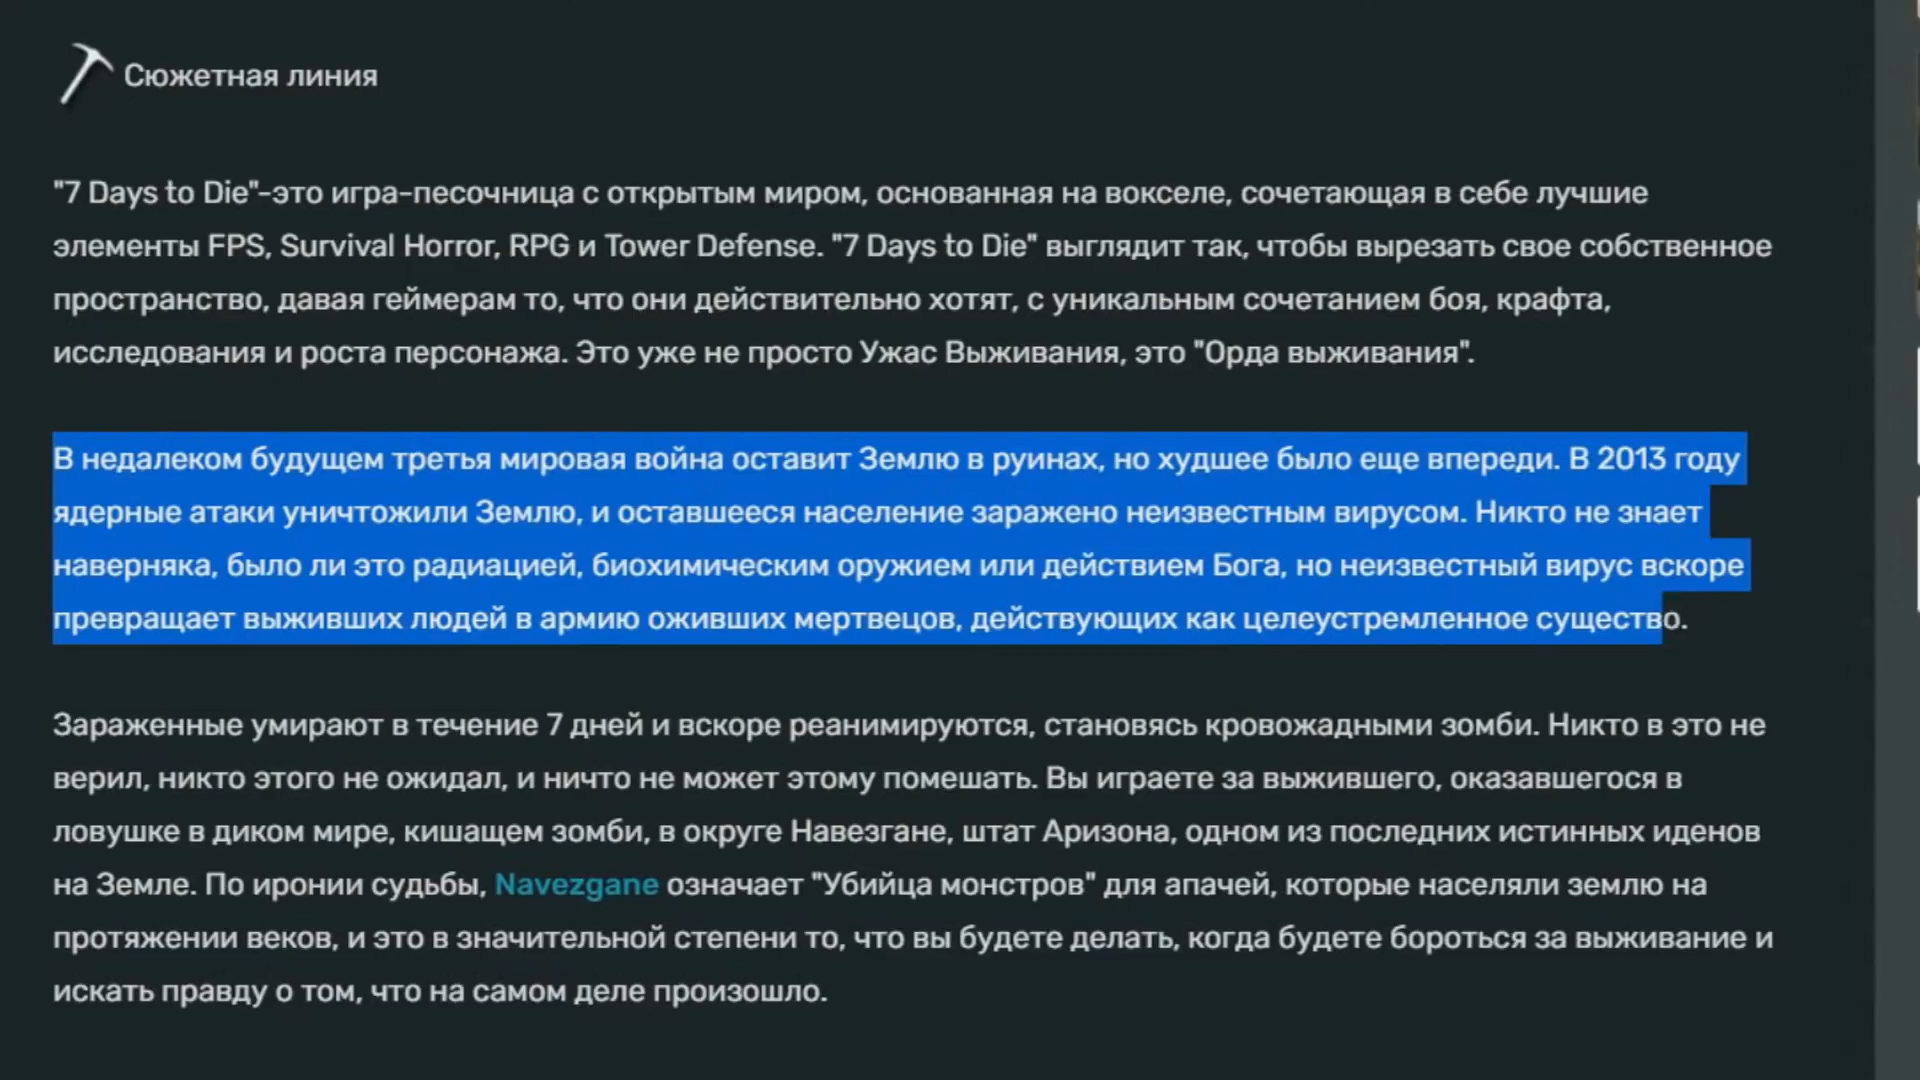 Сюжетная линия
"7 Days to Die"-это игра-песочница с открытым миром, основанная на вокселе, сочетающая в себе лучшие
элементы FPS, Survival Horror, RPG и Tower Defense. "7 Days to Die" выглядит так, чтобы вырезать свое собственное
пространство, давая геймерам то, что они действительно хотят, с уникальным сочетанием боя, крафта,
исследования и роста персонажа. Это уже не просто Ужас Выживания, это "Орда выживания".
В недалеком будущем третья мировая война оставит Землю в руинах, но худшее было еще впереди. В 2013 году
ядерные атаки уничтожили Землю, и оставшееся население заражено неизвестным вирусом. Никто не знает
наверняка, было ли это радиацией, биохимическим оружием или действием Бога, но неизвестный вирус вскоре
превращает выживших людей в армию оживших мертвецов, действующих как целеустремленное существо.
Зараженные умирают в течение 7 дней и вскоре реанимируются, становясь кровожадными зомби. Никто в это не
верил, никто этого не ожидал, и ничто не может этому помешать. Вы играете за выжившего, оказавшегося в
ловушке в диком мире, кишащем зомби, в округе Навезгане, штат Аризона, одном из последних истинных иденов
на Земле. По иронии судьбы, Navezgane означает "Убийца монстров" для апачей, которые населяли землю на
протяжении веков, и это в значительной степени то, что вы будете делать, когда будете бороться за выживание и
искать правду о том, что на самом деле произошло.